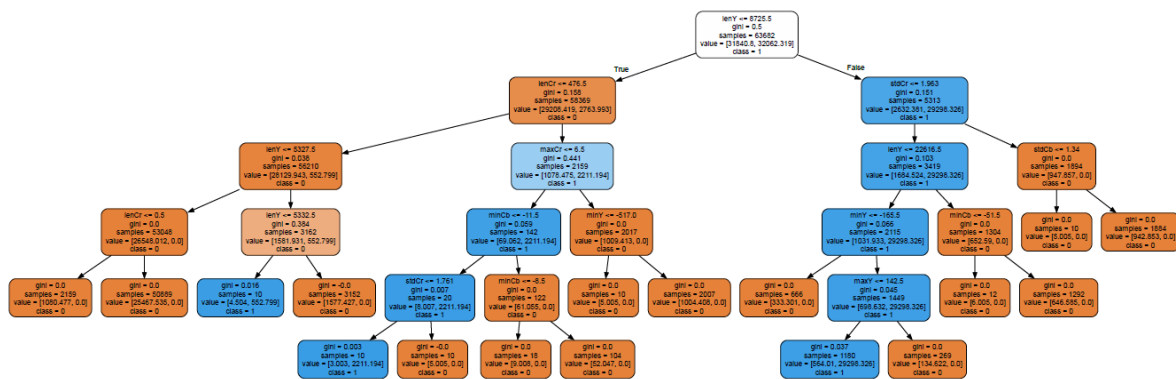 lenY <= 8725.5
gini = 0.5
samples = 63682
value = [31840.8, 32062.319]
class = 1
True
False
lenCr <= 476.5
gini = 0.158
samples = 58369
value = [29208.419, 2763.993]
class = 0
stdCr <= 1.963
gini = 0.151
samples = 5313
value = [2632.381, 29298.326]
class = 1
lenY <= 5327.5
gini = 0.038
samples = 56210
value = [28129.943, 552.799]
class = 0
maxCr <= 6.5
gini = 0.441
samples = 2159
value = [1078.475, 2211.194]
class = 1
lenY <= 22616.5
gini = 0.103
samples = 3419
value = [1684.524, 29298.326]
class = 1
stdCb <= 1.34
gini = 0.0
samples = 1894
value = [947.857, 0.0]
class = 0
lenCr <= 0.5
gini = 0.0
samples = 53048
value = [26548.012, 0.0]
class = 0
lenY <= 5332.5
gini = 0.384
samples = 3162
value = [1581.931, 552.799]
class = 0
minCb <= -11.5
gini = 0.059
samples = 142
value = [69.062, 2211.194]
class = 1
minY <= -517.0
gini = 0.0
samples = 2017
value = [1009.413, 0.0]
class = 0
minY <= -165.5
gini = 0.066
samples = 2115
value = [1031.933, 29298.326]
class = 1
minCb <= -51.5
gini = 0.0
samples = 1304
value = [652.59, 0.0]
class = 0
gini = 0.0
samples = 10
value = [5.005, 0.0]
class = 0
gini = 0.0
samples = 1884
value = [942.853, 0.0]
class = 0
gini = 0.0
samples = 2159
value = [1080.477, 0.0]
class = 0
gini = 0.0
samples = 50889
value = [25467.535, 0.0]
class = 0
gini = 0.016
samples = 10
value = [4.504, 552.799]
class = 1
gini = -0.0
samples = 3152
value = [1577.427, 0.0]
class = 0
stdCr <= 1.761
gini = 0.007
samples = 20
value = [8.007, 2211.194]
class = 1
minCb <= -8.5
gini = 0.0
samples = 122
value = [61.055, 0.0]
class = 0
gini = 0.0
samples = 10
value = [5.005, 0.0]
class = 0
gini = 0.0
samples = 2007
value = [1004.408, 0.0]
class = 0
gini = 0.0
samples = 666
value = [333.301, 0.0]
class = 0
maxY <= 142.5
gini = 0.045
samples = 1449
value = [698.632, 29298.326]
class = 1
gini = 0.0
samples = 12
value = [6.005, 0.0]
class = 0
gini = 0.0
samples = 1292
value = [646.585, 0.0]
class = 0
gini = 0.003
samples = 10
value = [3.003, 2211.194]
class = 1
gini = -0.0
samples = 10
value = [5.005, 0.0]
class = 0
gini = 0.0
samples = 18
value = [9.008, 0.0]
class = 0
gini = 0.0
samples = 104
value = [52.047, 0.0]
class = 0
gini = 0.037
samples = 1180
value = [564.01, 29298.326]
class = 1
gini = 0.0
samples = 269
value = [134.622, 0.0]
class = 0